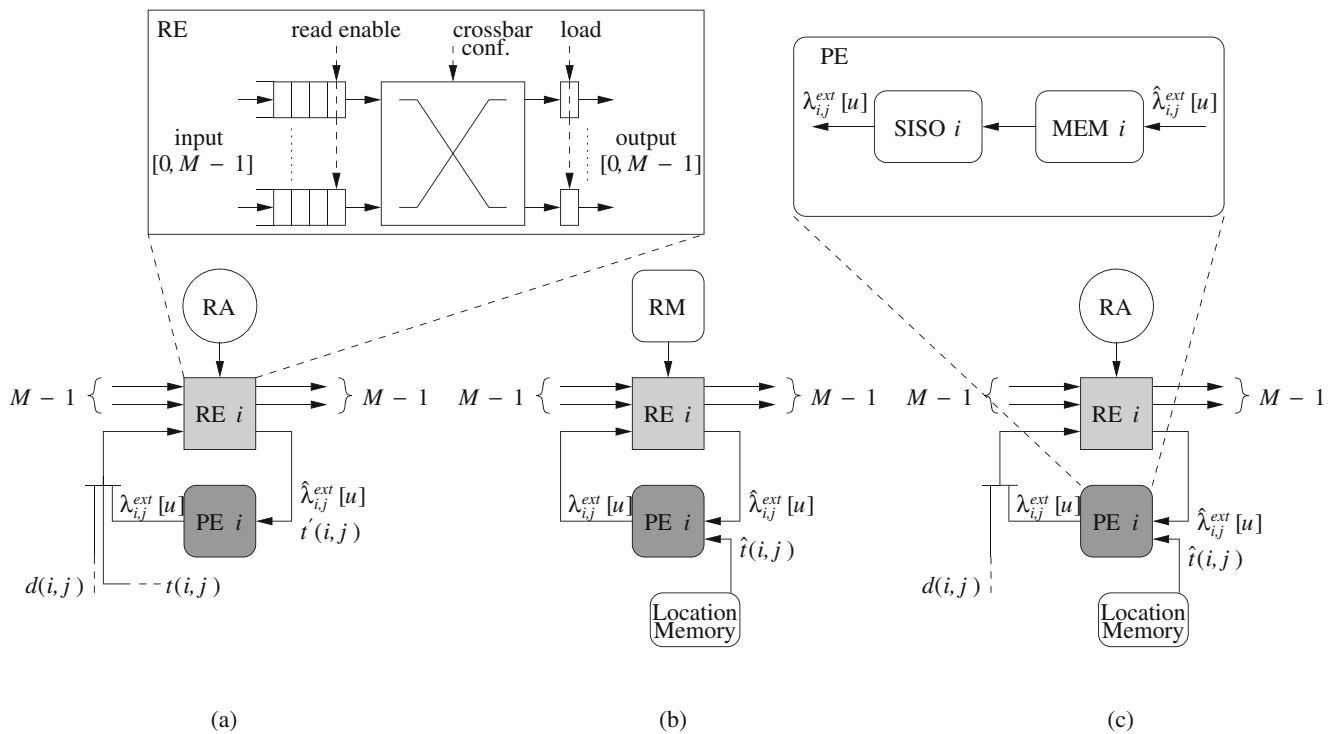 RE
read enable
crossbar
conf.
load
input
[0, M − 1]
output
[0, M − 1]
PE
λ^{ext}_{i,j}[u]
SISO i
MEM i
λ̂^{ext}_{i,j}[u]
RA
M − 1
RE i
M − 1
λ^{ext}_{i,j}[u]
PE i
λ̂^{ext}_{i,j}[u]
t′(i,j)
d(i,j)
t(i,j)
(a)
RM
M − 1
RE i
M − 1
λ^{ext}_{i,j}[u]
PE i
λ̂^{ext}_{i,j}[u]
t̂(i,j)
Location
Memory
(b)
RA
M − 1
RE i
M − 1
λ^{ext}_{i,j}[u]
PE i
λ̂^{ext}_{i,j}[u]
t̂(i,j)
d(i,j)
Location
Memory
(c)